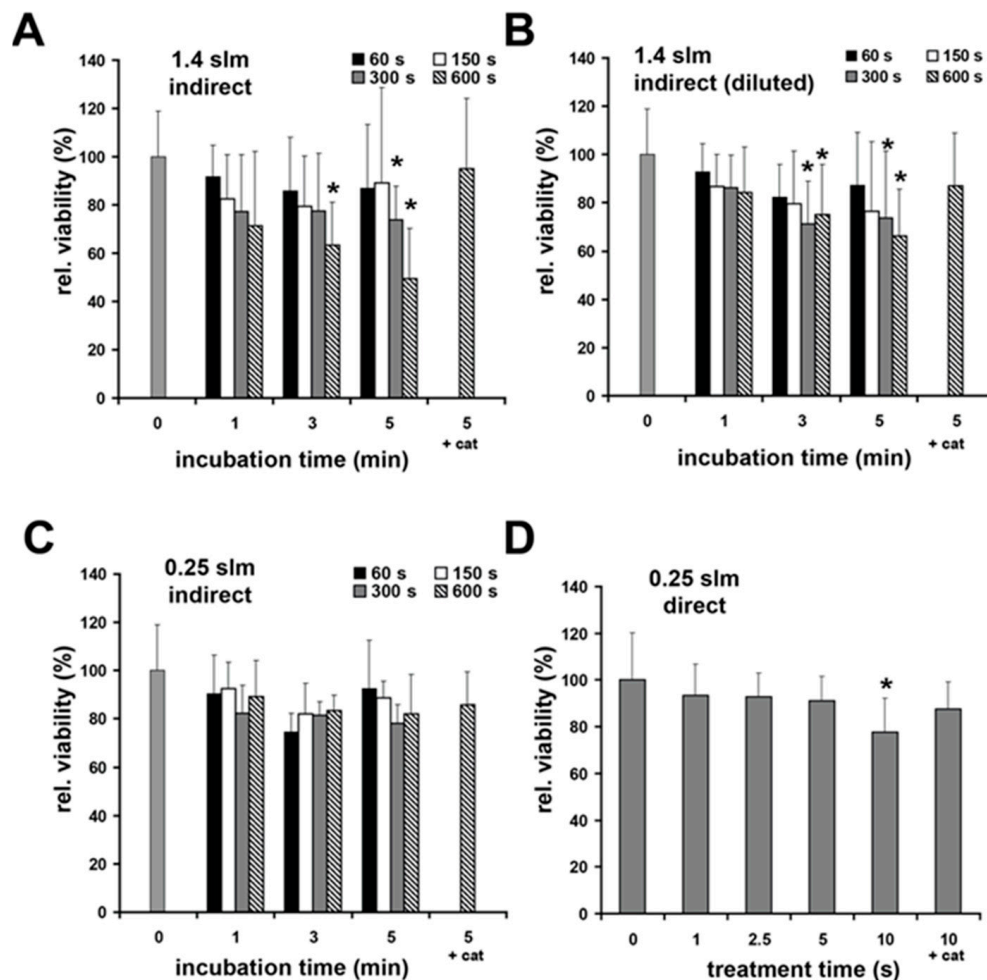 A
1.4 slm
indirect
60 s 150 s
300 s 600 s
rel. viability (%)
140
120
100
80
60
40
20
0
* * *
0 1 3 5 5
+ cat
incubation time (min)
B
1.4 slm
indirect (diluted)
60 s 150 s
300 s 600 s
rel. viability (%)
140
120
100
80
60
40
20
0
* * * *
0 1 3 5 5
+ cat
incubation time (min)
C
0.25 slm
indirect
60 s 150 s
300 s 600 s
rel. viability (%)
140
120
100
80
60
40
20
0
0 1 3 5 5
+ cat
incubation time (min)
D
0.25 slm
direct
rel. viability (%)
140
120
100
80
60
40
20
0
*
0 1 2.5 5 10 10
+ cat
treatment time (s)